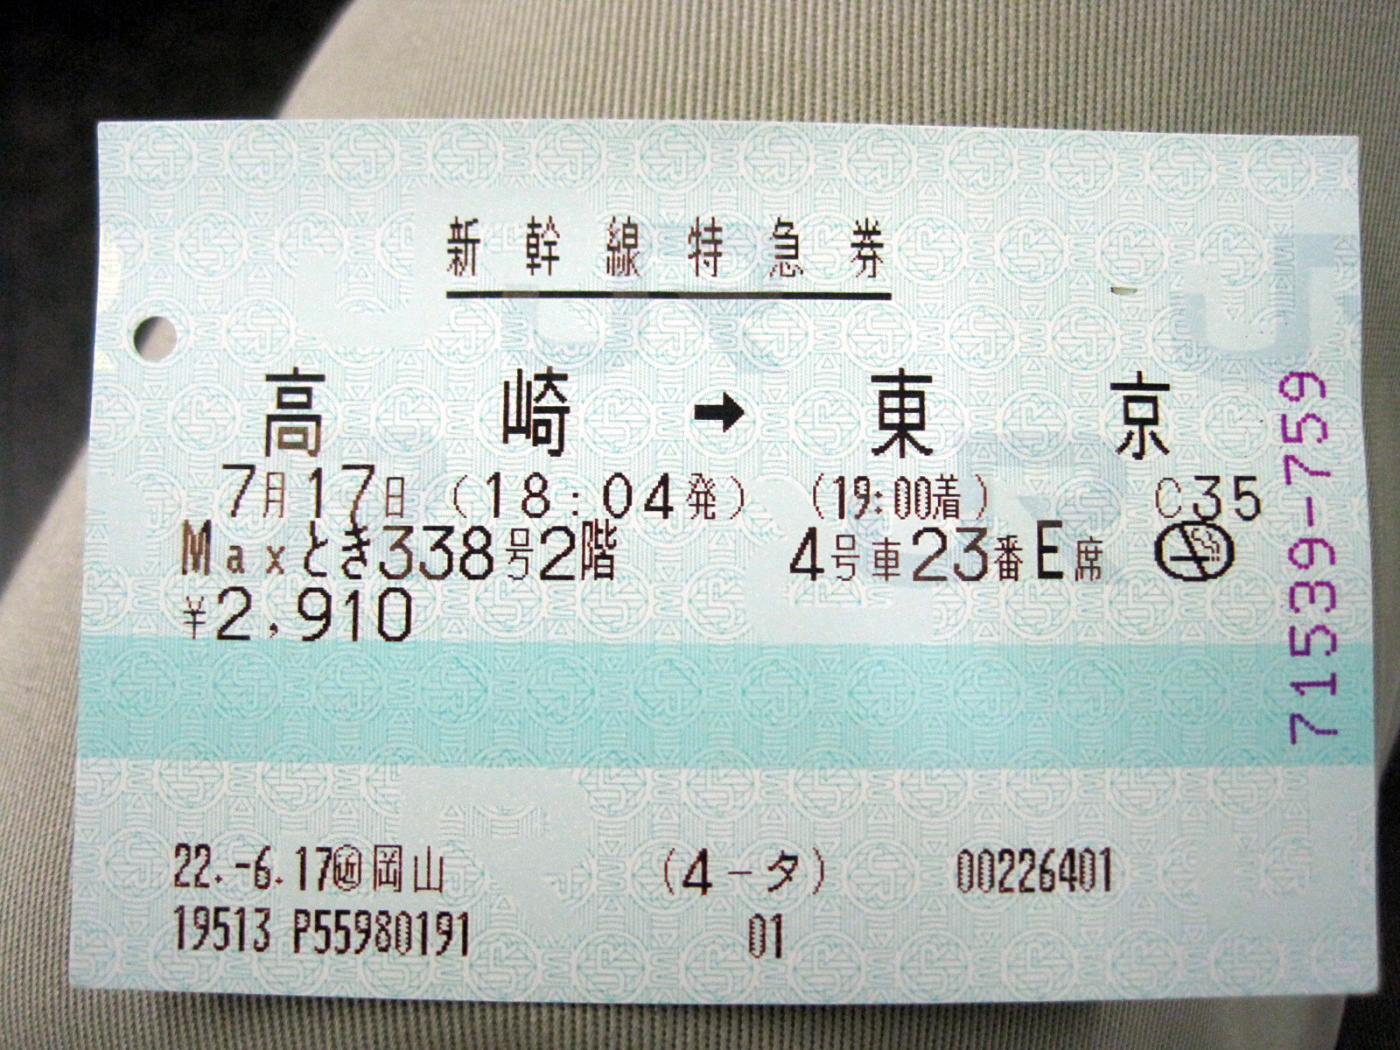 新幹線特急券
高崎→東京
7月17日(18:04発) (19:00着) C35
Maxとき338号2階 4号車23番E席
¥2,910
22.-6.17㊣岡山 (4-タ) 00226401
19513 P55980191 01
71539-759